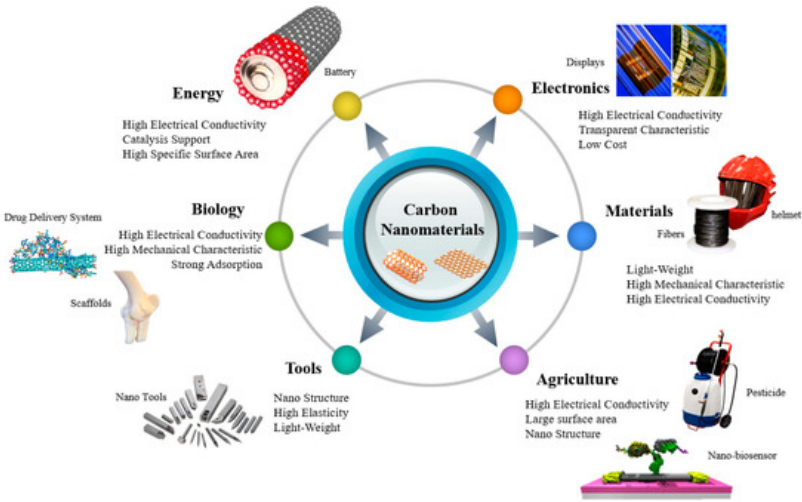 Battery
Energy
High Electrical Conductivity
Catalysis Support
High Specific Surface Area
Displays
Electronics
High Electrical Conductivity
Transparent Characteristic
Low Cost
Carbon
Nanomaterials
Biology
High Electrical Conductivity
High Mechanical Characteristic
Strong Adsorption
Drug Delivery System
Scaffolds
Materials
Fibers
helmet
Light-Weight
High Mechanical Characteristic
High Electrical Conductivity
Tools
Nano Structure
High Elasticity
Light-Weight
Nano Tools
Agriculture
High Electrical Conductivity
Large surface area
Nano Structure
Pesticide
Nano-biosensor